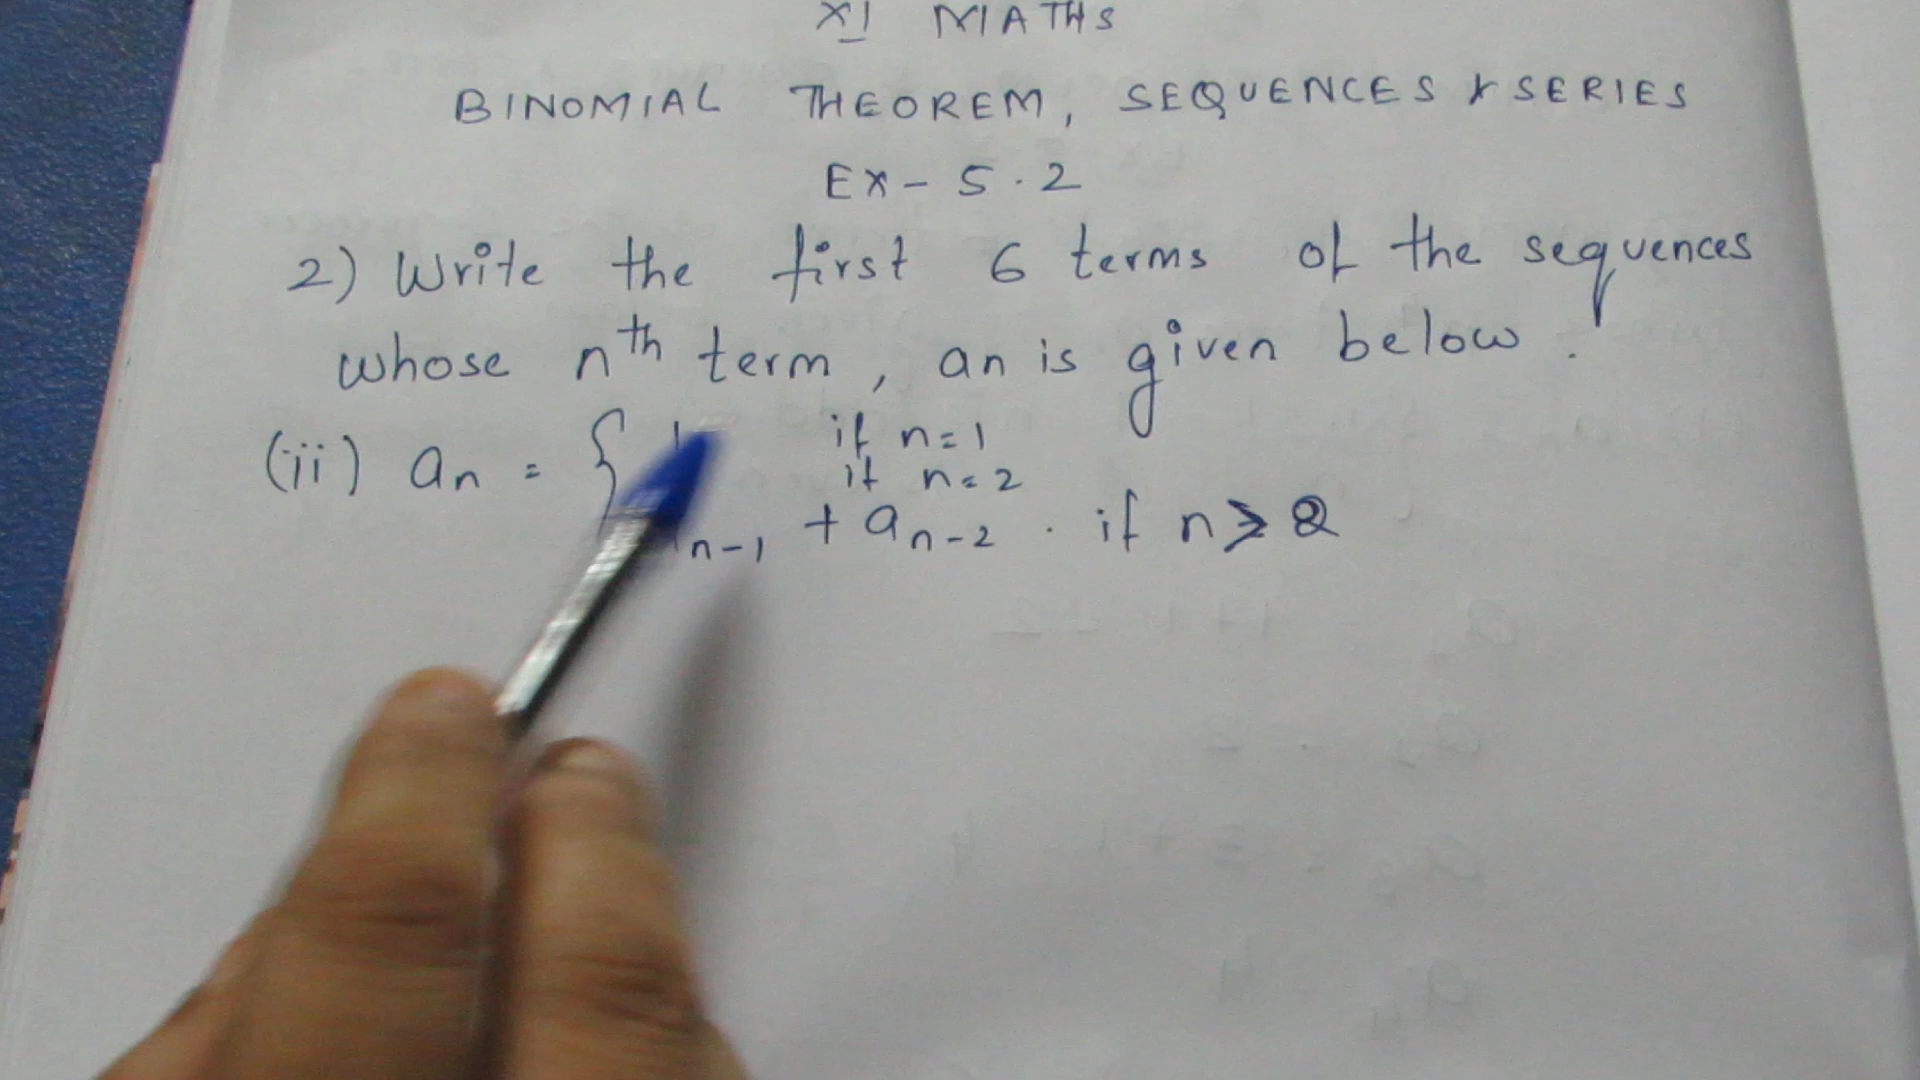 XI MATHS
BINOMIAL THEOREM, SEQUENCES & SERIES
EX - 5.2
2) Write the first 6 terms of the sequences
whose nth term, an is given below.
(ii) an = { 1 if n=1
if n=2
n-1 + an-2 . if n ≥ 2